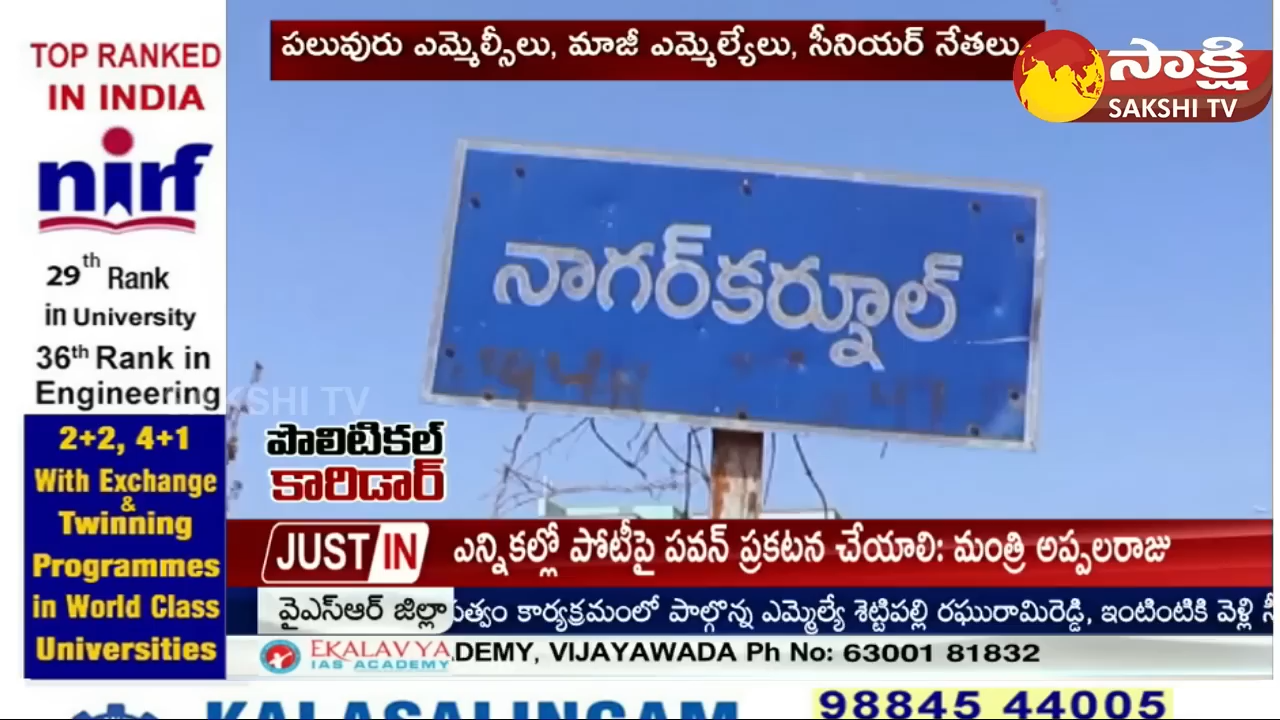 పలువురు ఎమ్మెల్సీలు, మాజీ ఎమ్మెల్యేలు, సీనియర్ నేతలు
సాక్షి
SAKSHI TV
TOP RANKED
IN INDIA
nirf
29th Rank
in University
36th Rank in
Engineering
2+2, 4+1
With Exchange
&
Twinning
Programmes
in World Class
Universities
నాగర్‌కర్నూల్
SAKSHI TV
పొలిటికల్
కారిడార్
JUST IN ఎన్నికల్లో పోటీపై పవన్ ప్రకటన చేయాలి: మంత్రి అప్పలరాజు
వైఎస్ఆర్ జిల్లా కార్యక్రమంలో పాల్గొన్న ఎమ్మెల్యే శెట్టిపల్లి రఘురామిరెడ్డి, ఇంటింటికి వెళ్లి
EKALAVYA
IAS ACADEMY
DEMY, VIJAYAWADA Ph No: 63001 81832
KALASALINGAM 98845 44005